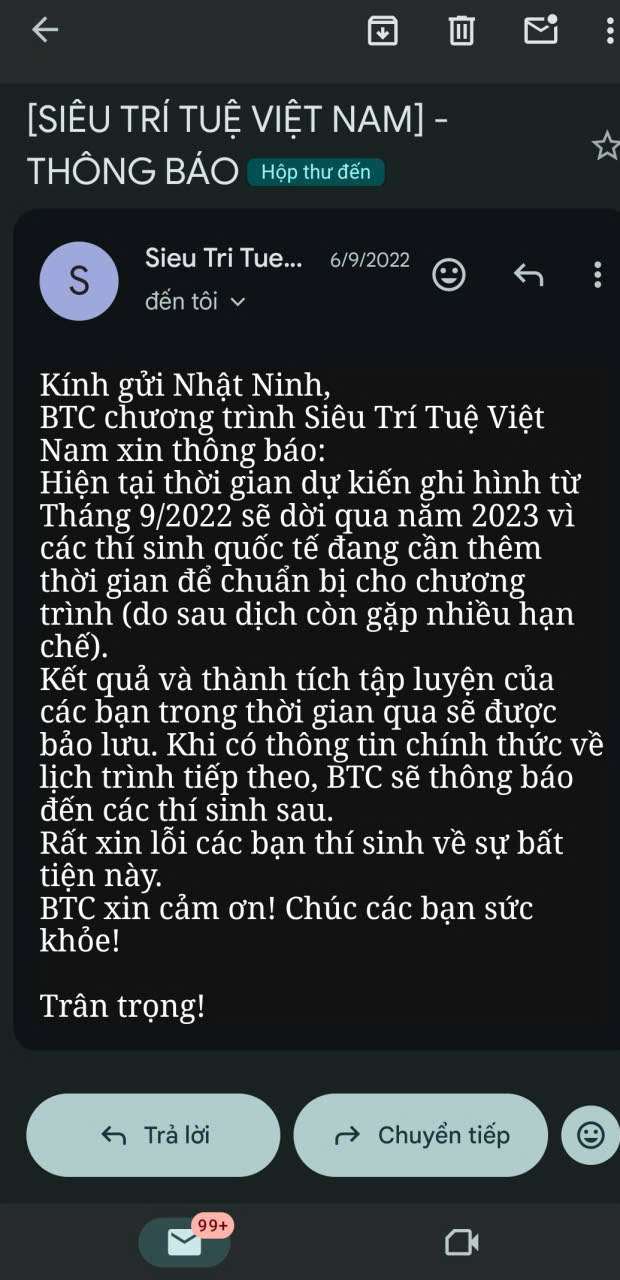 [SIÊU TRÍ TUỆ VIỆT NAM] -
THÔNG BÁO Hộp thư đến
S
Sieu Tri Tue... 6/9/2022
đến tôi
Kính gửi Nhật Ninh,
BTC chương trình Siêu Trí Tuệ Việt
Nam xin thông báo:
Hiện tại thời gian dự kiến ghi hình từ
Tháng 9/2022 sẽ dời qua năm 2023 vì
các thí sinh quốc tế đang cần thêm
thời gian để chuẩn bị cho chương
trình (do sau dịch còn gặp nhiều hạn
chế).
Kết quả và thành tích tập luyện của
các bạn trong thời gian qua sẽ được
bảo lưu. Khi có thông tin chính thức về
lịch trình tiếp theo, BTC sẽ thông báo
đến các thí sinh sau.
Rất xin lỗi các bạn thí sinh về sự bất
tiện này.
BTC xin cảm ơn! Chúc các bạn sức
khỏe!
Trân trọng!
Trả lời Chuyển tiếp
99+